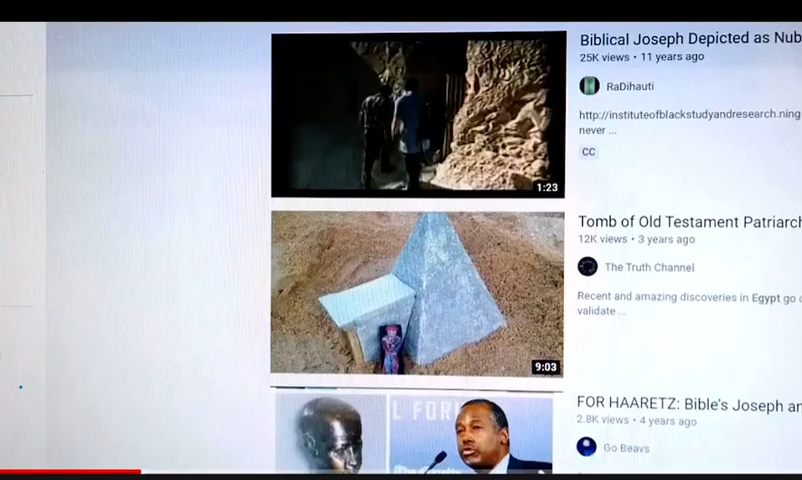 Biblical Joseph Depicted as Nub
25K views • 11 years ago
RaDihauti
http://instituteofblackstudyandresearch.ning
never ...
CC
1:23
Tomb of Old Testament Patriarch
12K views • 3 years ago
The Truth Channel
Recent and amazing discoveries in Egypt go
validate ...
9:03
L FOR
FOR HAARETZ: Bible's Joseph an
2.8K views • 4 years ago
Go Beavs